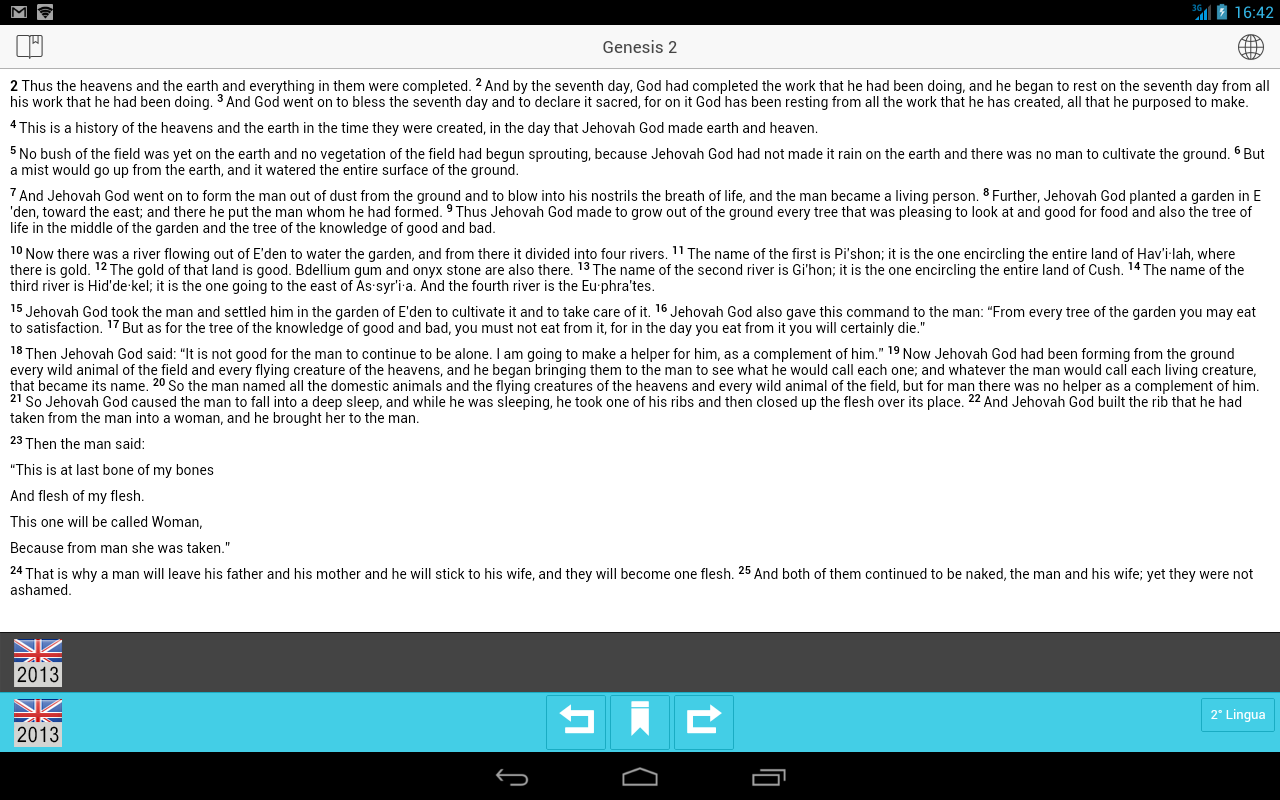 3G 16:42
Genesis 2
2 Thus the heavens and the earth and everything in them were completed. 2 And by the seventh day, God had completed the work that he had been doing, and he began to rest on the seventh day from all
his work that he had been doing. 3 And God went on to bless the seventh day and to declare it sacred, for on it God has been resting from all the work that he has created, all that he purposed to make.
4 This is a history of the heavens and the earth in the time they were created, in the day that Jehovah God made earth and heaven.
5 No bush of the field was yet on the earth and no vegetation of the field had begun sprouting, because Jehovah God had not made it rain on the earth and there was no man to cultivate the ground. 6 But
a mist would go up from the earth, and it watered the entire surface of the ground.
7 And Jehovah God went on to form the man out of dust from the ground and to blow into his nostrils the breath of life, and the man became a living person. 8 Further, Jehovah God planted a garden in E
ʹden, toward the east; and there he put the man whom he had formed. 9 Thus Jehovah God made to grow out of the ground every tree that was pleasing to look at and good for food and also the tree of
life in the middle of the garden and the tree of the knowledge of good and bad.
10 Now there was a river flowing out of Eʹden to water the garden, and from there it divided into four rivers. 11 The name of the first is Piʹshon; it is the one encircling the entire land of Havʹi·lah, where
there is gold. 12 The gold of that land is good. Bdellium gum and onyx stone are also there. 13 The name of the second river is Giʹhon; it is the one encircling the entire land of Cush. 14 The name of the
third river is Hidʹde·kel; it is the one going to the east of As·syrʹi·a. And the fourth river is the Eu·phraʹtes.
15 Jehovah God took the man and settled him in the garden of Eʹden to cultivate it and to take care of it. 16 Jehovah God also gave this command to the man: “From every tree of the garden you may eat
to satisfaction. 17 But as for the tree of the knowledge of good and bad, you must not eat from it, for in the day you eat from it you will certainly die.”
18 Then Jehovah God said: “It is not good for the man to continue to be alone. I am going to make a helper for him, as a complement of him.” 19 Now Jehovah God had been forming from the ground
every wild animal of the field and every flying creature of the heavens, and he began bringing them to the man to see what he would call each one; and whatever the man would call each living creature,
that became its name. 20 So the man named all the domestic animals and the flying creatures of the heavens and every wild animal of the field, but for man there was no helper as a complement of him.
21 So Jehovah God caused the man to fall into a deep sleep, and while he was sleeping, he took one of his ribs and then closed up the flesh over its place. 22 And Jehovah God built the rib that he had
taken from the man into a woman, and he brought her to the man.
23 Then the man said:
“This is at last bone of my bones
And flesh of my flesh.
This one will be called Woman,
Because from man she was taken.”
24 That is why a man will leave his father and his mother and he will stick to his wife, and they will become one flesh. 25 And both of them continued to be naked, the man and his wife; yet they were not
ashamed.
2013
2013
2° Lingua